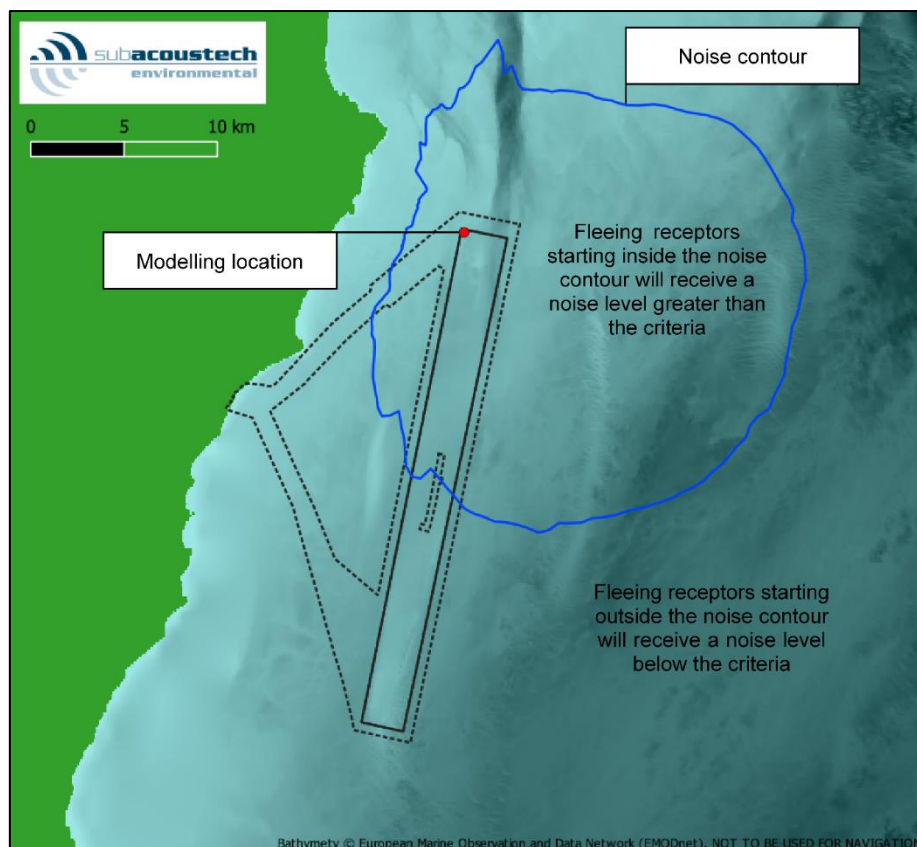 subacoustech
environmental
Noise contour
0 5 10 km
Modelling location
Fleeing receptors
starting inside the noise
contour will receive a
noise level greater than
the criteria
Fleeing receptors starting
outside the noise contour
will receive a noise level
below the criteria
Bathymety © European Marine Observation and Data Network (EMODnet). NOT TO BE USED FOR NAVIGATION